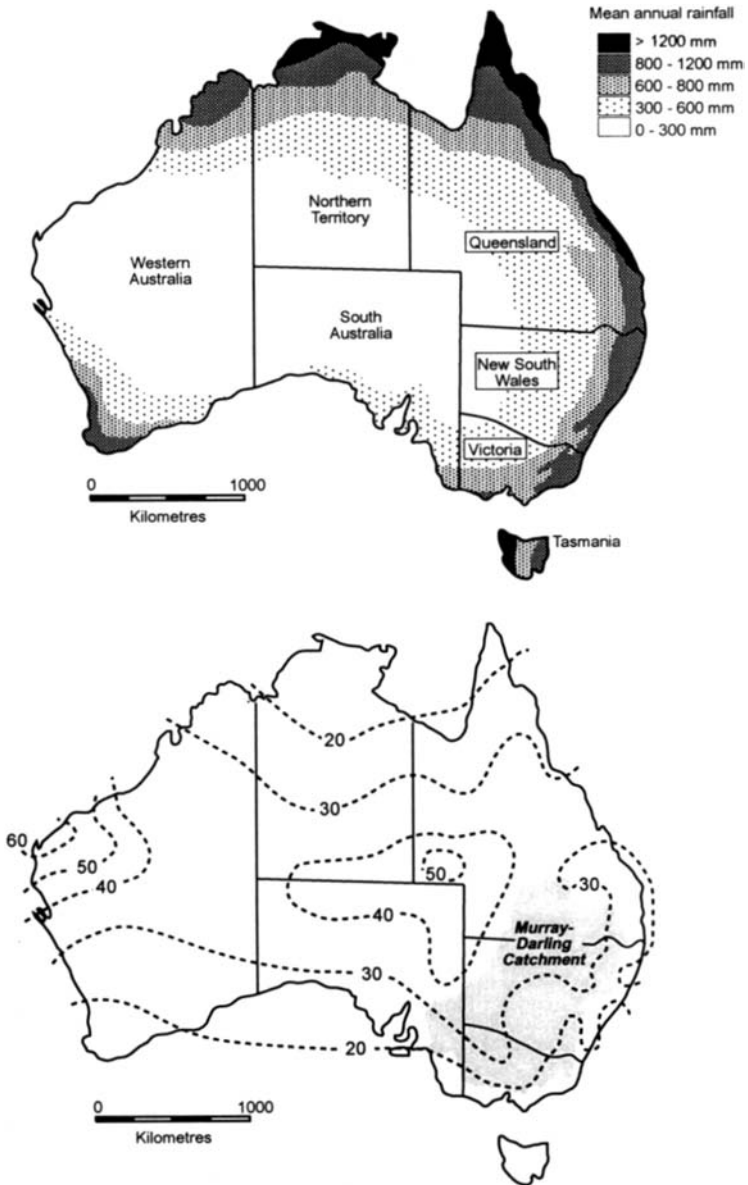 Mean annual rainfall
> 1200 mm
800 - 1200 mm
600 - 800 mm
300 - 600 mm
0 - 300 mm
Northern
Territory
Queensland
Western
Australia
South
Australia
New South
Wales
Victoria
0 1000
Kilometres
Tasmania
20
30
60
50
40
50
30
40
Murray-
Darling
Catchment
30
20
0 1000
Kilometres